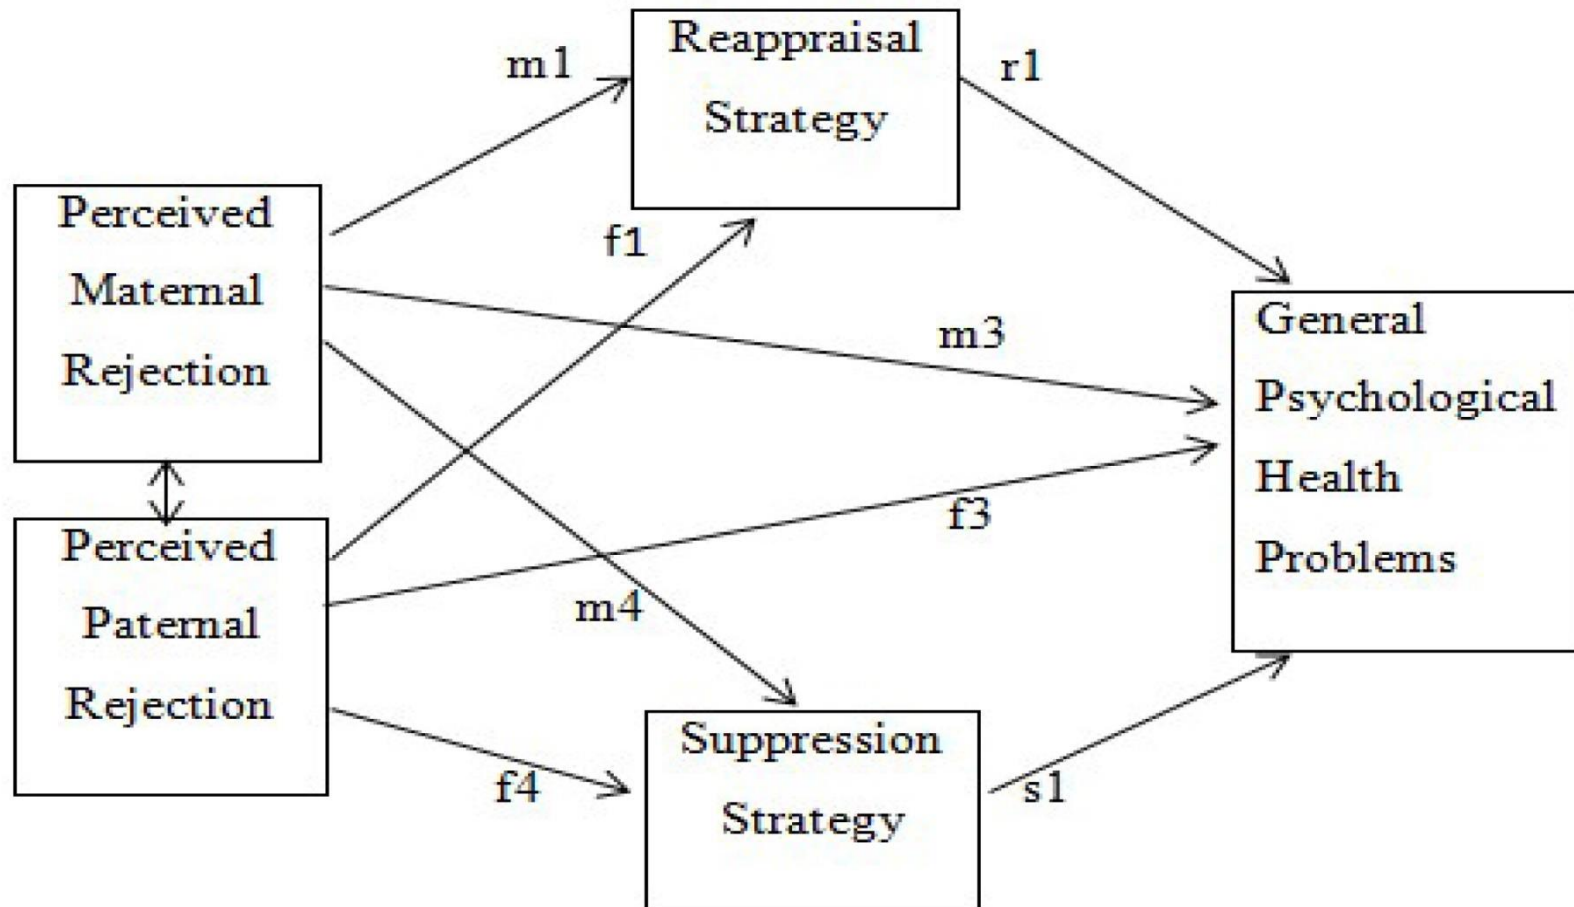 Reappraisal
Strategy
m1
r1
Perceived
Maternal
Rejection
f1
m3
General
Psychological
Health
Problems
Perceived
Paternal
Rejection
f3
m4
f4
Suppression
Strategy
s1